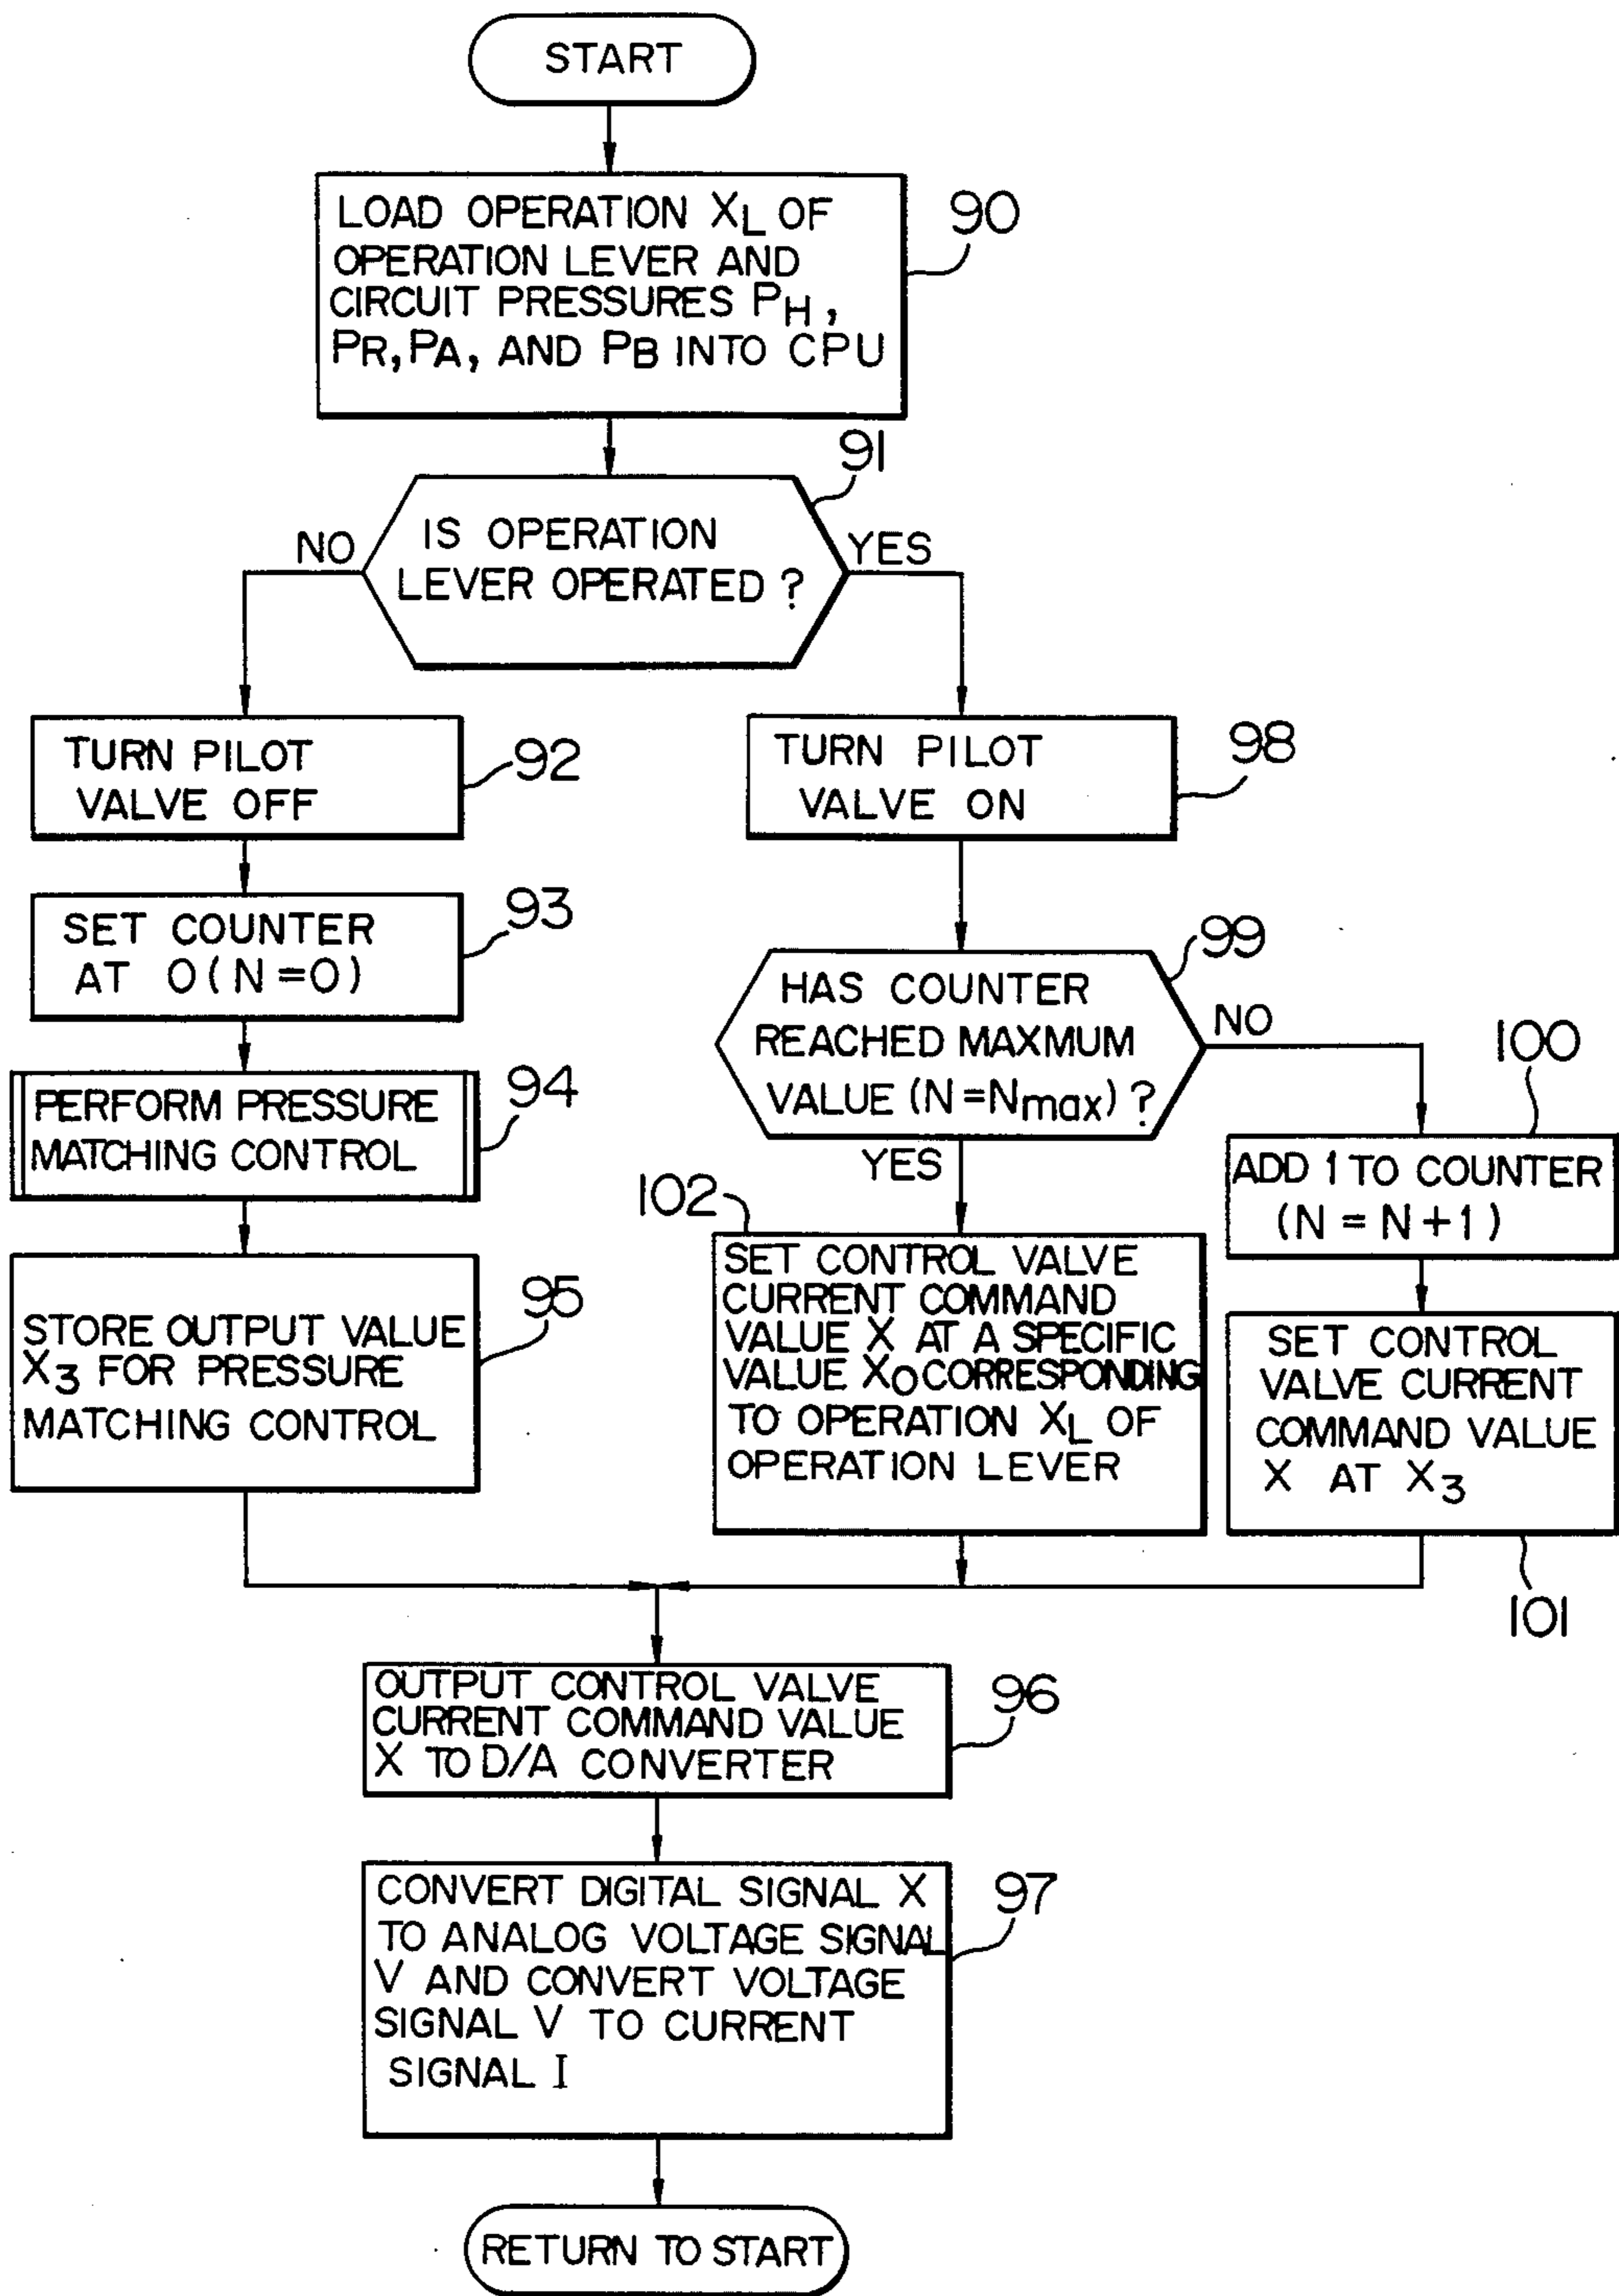 START
LOAD OPERATION XL OF
OPERATION LEVER AND
CIRCUIT PRESSURES PH,
PR, PA, AND PB INTO CPU
90
91
IS OPERATION
LEVER OPERATED ?
NO
YES
TURN PILOT
VALVE OFF
92
TURN PILOT
VALVE ON
98
SET COUNTER
AT 0 (N=0)
93
HAS COUNTER
REACHED MAXMUM
VALUE (N=Nmax) ?
99
NO
YES
PERFORM PRESSURE
MATCHING CONTROL
94
100
ADD 1 TO COUNTER
(N = N+1)
STORE OUTPUT VALUE
X3 FOR PRESSURE
MATCHING CONTROL
95
102
SET CONTROL VALVE
CURRENT COMMAND
VALUE X AT A SPECIFIC
VALUE XO CORRESPONDING
TO OPERATION XL OF
OPERATION LEVER
SET CONTROL
VALVE CURRENT
COMMAND VALUE
X AT X3
101
OUTPUT CONTROL VALVE
CURRENT COMMAND VALUE
X TO D/A CONVERTER
96
CONVERT DIGITAL SIGNAL X
TO ANALOG VOLTAGE SIGNAL
V AND CONVERT VOLTAGE
SIGNAL V TO CURRENT
SIGNAL I
97
RETURN TO START